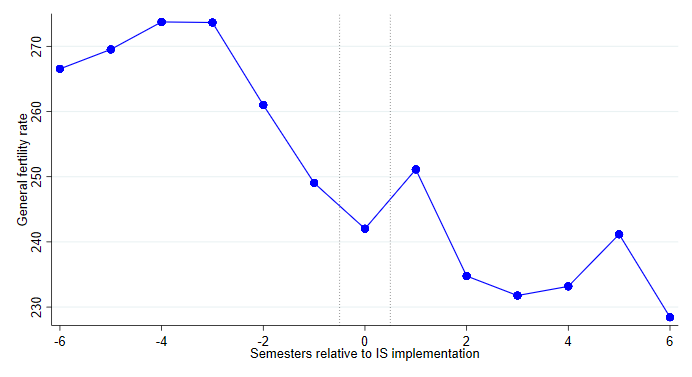 General fertility rate
270
260
250
240
230
-6 -4 -2 0 2 4 6
Semesters relative to IS implementation